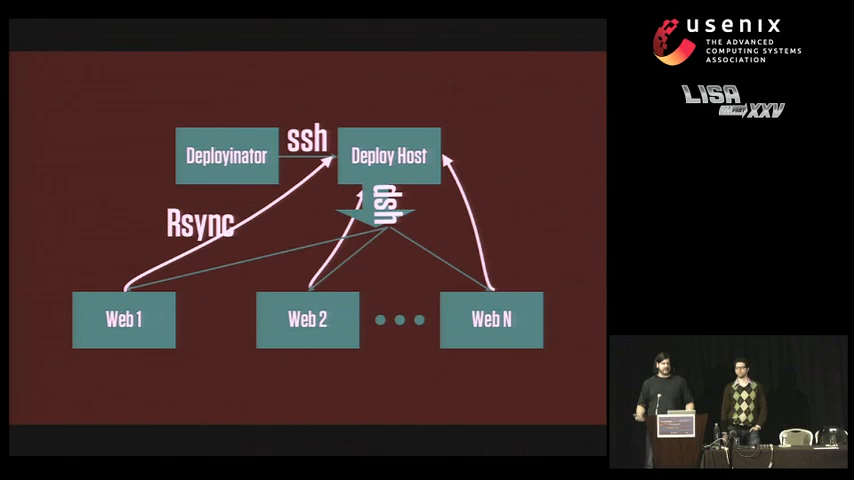 usenix
THE ADVANCED
COMPUTING SYSTEMS
ASSOCIATION
LISA
XXV
ssh
Deployinator
Deploy Host
dsh
Rsync
Web 1
Web 2
Web N